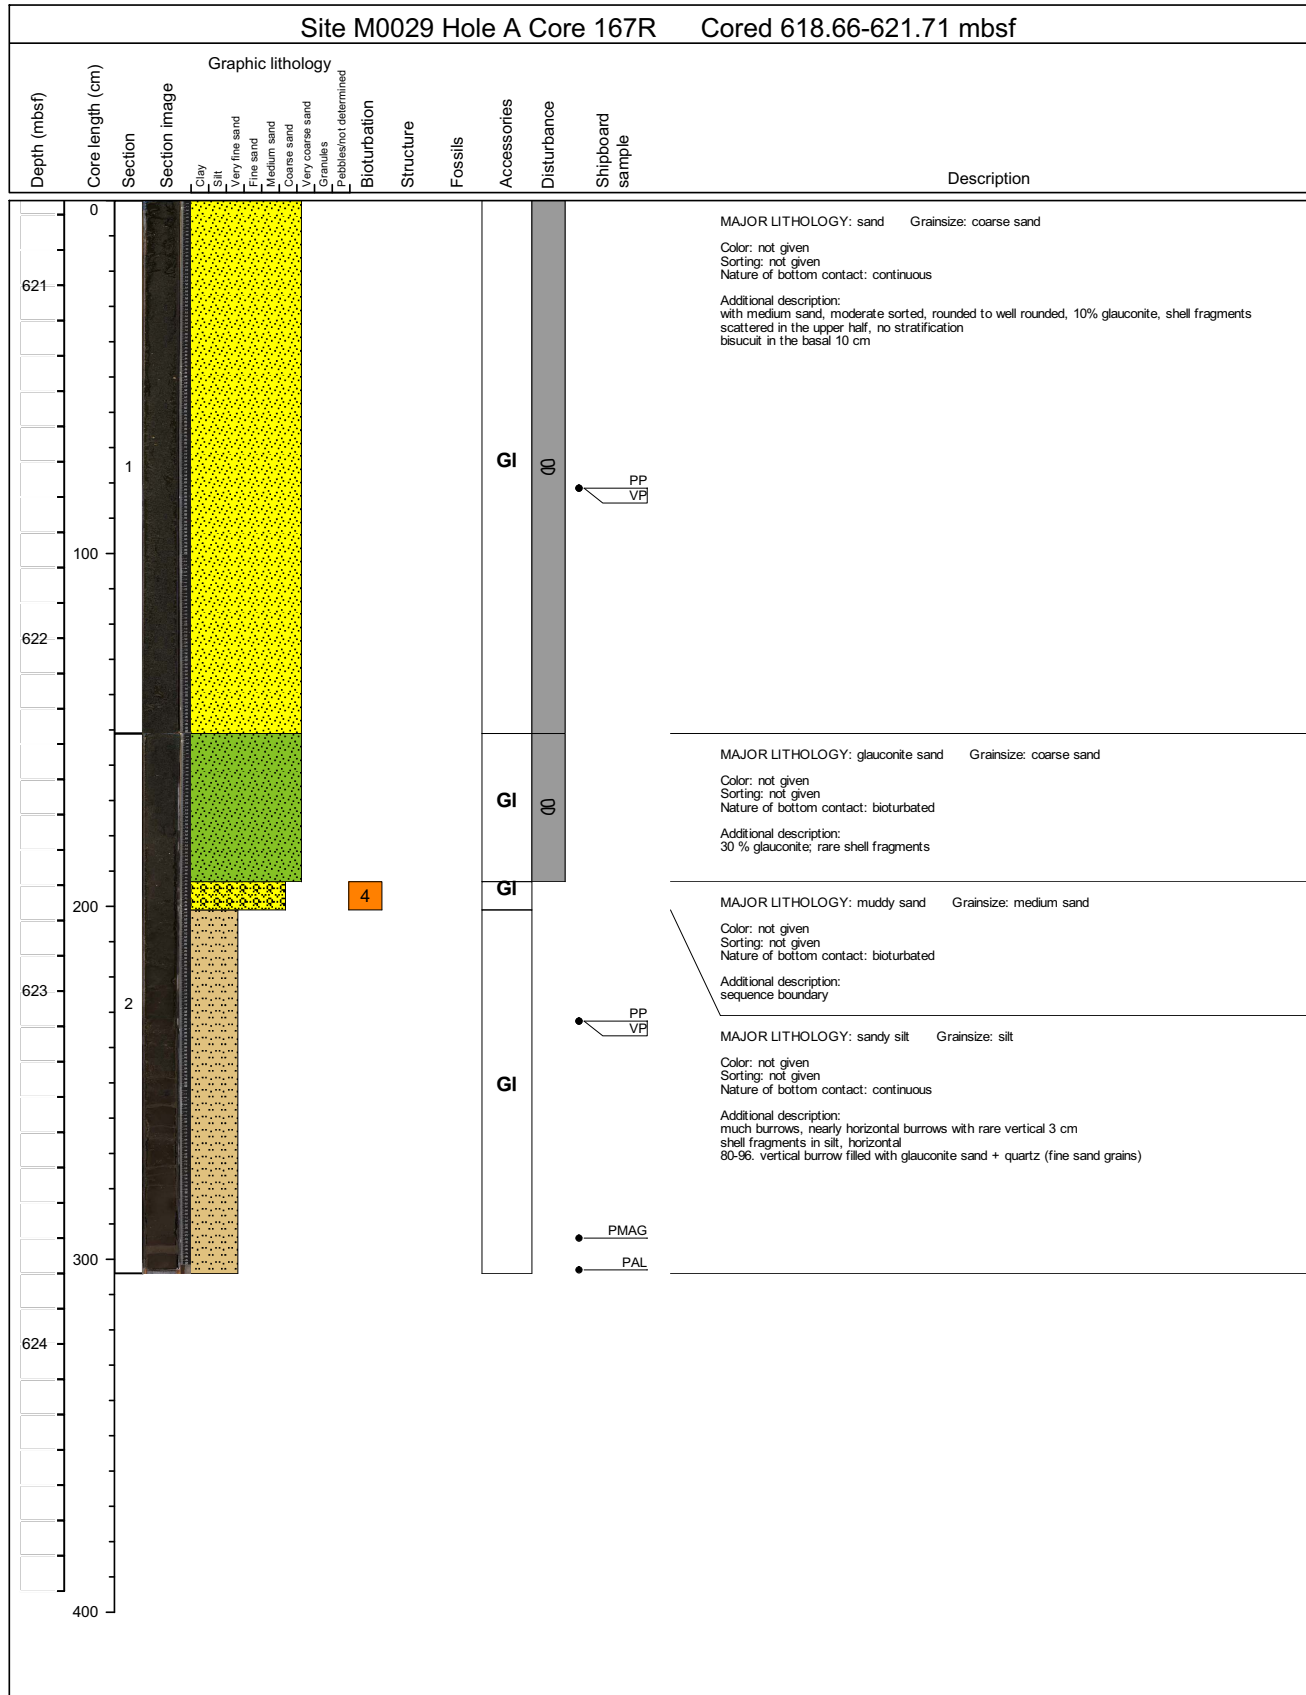 Site M0029 Hole A Core 167R Cored 618.66-621.71 mbsf
Depth (mbsf)
Core length (cm)
Section
Section image
Graphic lithology
Clay
Silt
Very fine sand
Fine sand
Medium sand
Coarse sand
Very coarse sand
Granules
Pebbles/not determined
Bioturbation
Structure
Fossils
Accessories
Disturbance
Shipboard
sample
Description
0
MAJOR LITHOLOGY: sand Grainsize: coarse sand
Color: not given
Sorting: not given
Nature of bottom contact: continuous
621
Additional description:
with medium sand, moderate sorted, rounded to well rounded, 10% glauconite, shell fragments
scattered in the upper half, no stratification
bisucuit in the basal 10 cm
1
Gl
PP
VP
100
622
MAJOR LITHOLOGY: glauconite sand Grainsize: coarse sand
Color: not given
Sorting: not given
Nature of bottom contact: bioturbated
Gl
Additional description:
30 % glauconite; rare shell fragments
Gl
4
200
MAJOR LITHOLOGY: muddy sand Grainsize: medium sand
Color: not given
Sorting: not given
Nature of bottom contact: bioturbated
Additional description:
sequence boundary
623
2
PP
VP
MAJOR LITHOLOGY: sandy silt Grainsize: silt
Color: not given
Sorting: not given
Nature of bottom contact: continuous
Gl
Additional description:
much burrows, nearly horizontal burrows with rare vertical 3 cm
shell fragments in silt, horizontal
80-96. vertical burrow filled with glauconite sand + quartz (fine sand grains)
PMAG
300
PAL
624
400